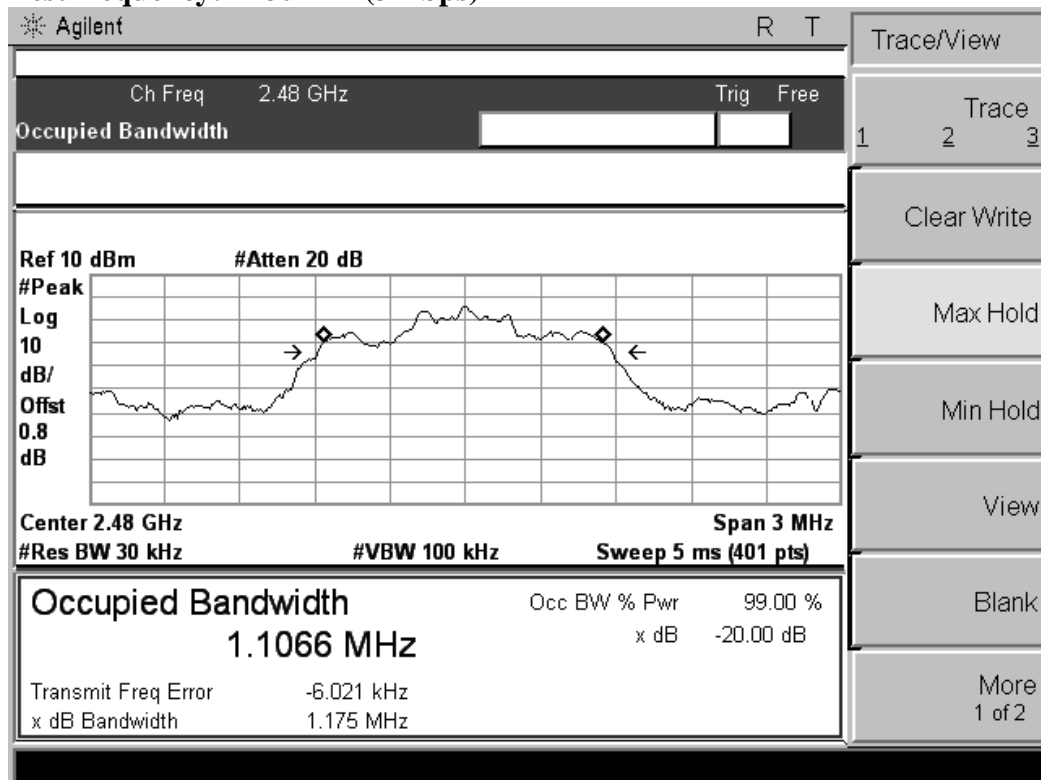 Agilent R T
Trace/View
Ch Freq 2.48 GHz Trig Free
Occupied Bandwidth
Trace
1 2 3
Clear Write
Max Hold
Min Hold
View
Blank
More
1 of 2
Ref 10 dBm #Atten 20 dB
#Peak
Log
10
dB/
Offst
0.8
dB
Center 2.48 GHz Span 3 MHz
#Res BW 30 kHz #VBW 100 kHz Sweep 5 ms (401 pts)
Occupied Bandwidth Occ BW % Pwr 99.00 %
1.1066 MHz x dB -20.00 dB
Transmit Freq Error -6.021 kHz
x dB Bandwidth 1.175 MHz